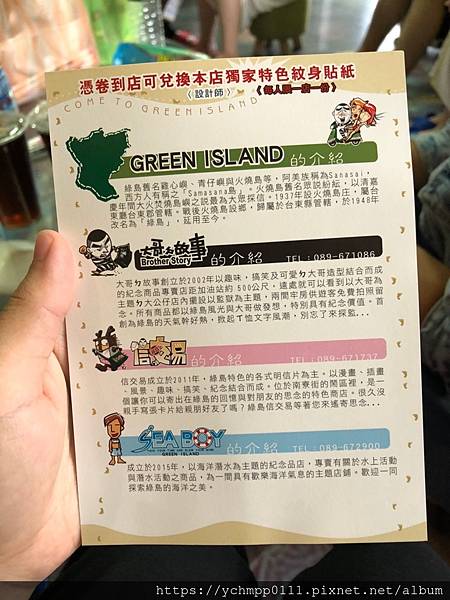 憑卷到店可兌換本店獨家特色紋身貼紙
〈設計師〉
《每人限一店一份》
COME TO GREEN ISLAND
GREEN ISLAND 的介紹
綠島舊名雞心嶼、青仔嶼與火燒島等，阿美族稱為Sanasai，
西方人有稱之「Samasana島」。火燒島舊名眾說紛紜，以清嘉
慶年間大火焚燒島嶼之說最為大眾採信。1937年設火燒島庄，屬台
東廳台東郡管轄。戰後火燒島設鄉，歸屬於台東縣管轄，於1948年
改名為「綠島」，延用至今。
大哥ㄉ故事 的介紹 TEL：089-671086
Brother Story
大哥ㄉ故事創立於2002年以趣味，搞笑及可愛ㄉ大哥造型結合而成
的紀念商品專賣店距加油站約 500公尺，遠處就可以看到以大哥為
主題ㄉ大公仔店內擺設以監獄為主題，兩間牢房供遊客免費拍照留
念。所有商品都以綠島風光與大哥做發想，特別具有紀念價值。首
創為綠島的天氣幹好熱，掀起T恤文字風潮，別忘了來探監...
信交易 的介紹 TEL：089-671737
信交易成立於2011年，綠島特色的各式明信片為主。以漫畫、插畫
、風景、趣味、搞笑、紀念結合而成。位於南寮街的鬧區裡，是一
個讓你可以寄出在綠島的回憶與對朋友的思念的特色商店。很久沒
親手寫張卡片給親朋好友了嗎？綠島信交易等著您來遙寄思念...
SEA BOY 的介紹 TEL：089-672900
GREEN ISLAND
成立於2015年，以海洋潛水為主題的紀念品店，專賣有關於水上活動
與潛水活動之商品，為一間具有歡樂海洋氣息的主題店鋪。歡迎一同
探索綠島的海洋之美。
https://ychmpp0111.pixnet.net/album